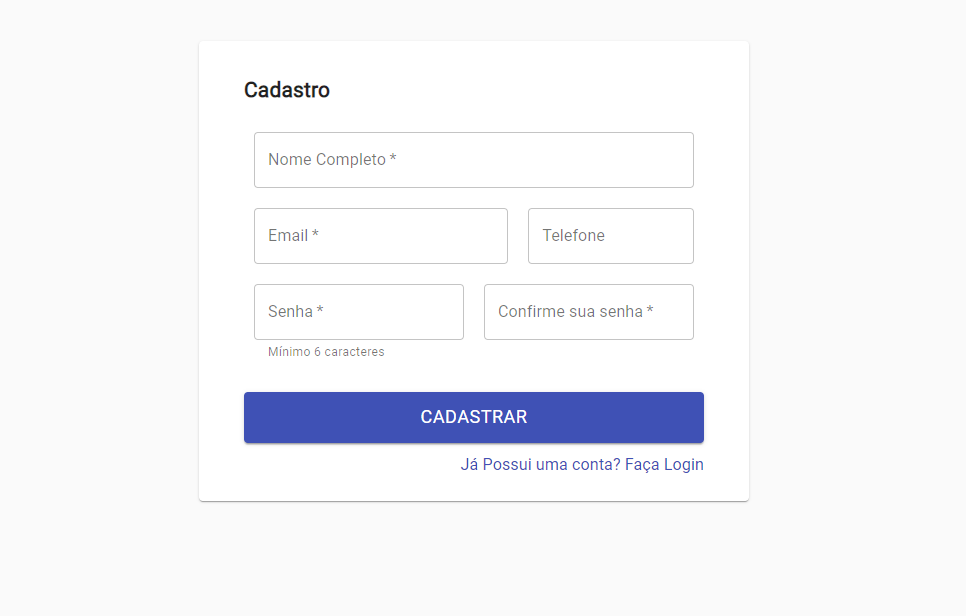 Cadastro
Nome Completo *
Email *
Telefone
Senha *
Confirme sua senha *
Mínimo 6 caracteres
CADASTRAR
Já Possui uma conta? Faça Login